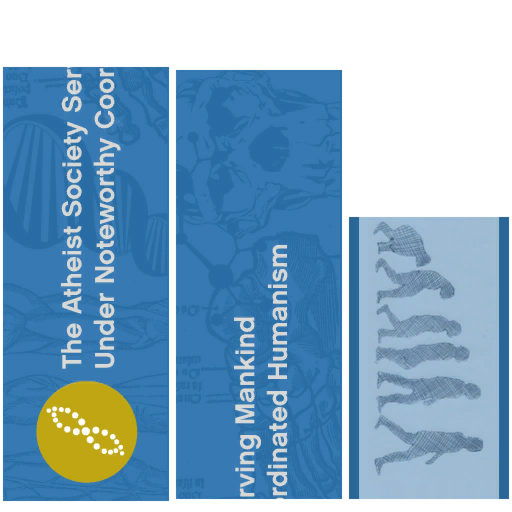 The Atheist Society Ser
Under Noteworthy Coor
rving Mankind
rdinated Humanism